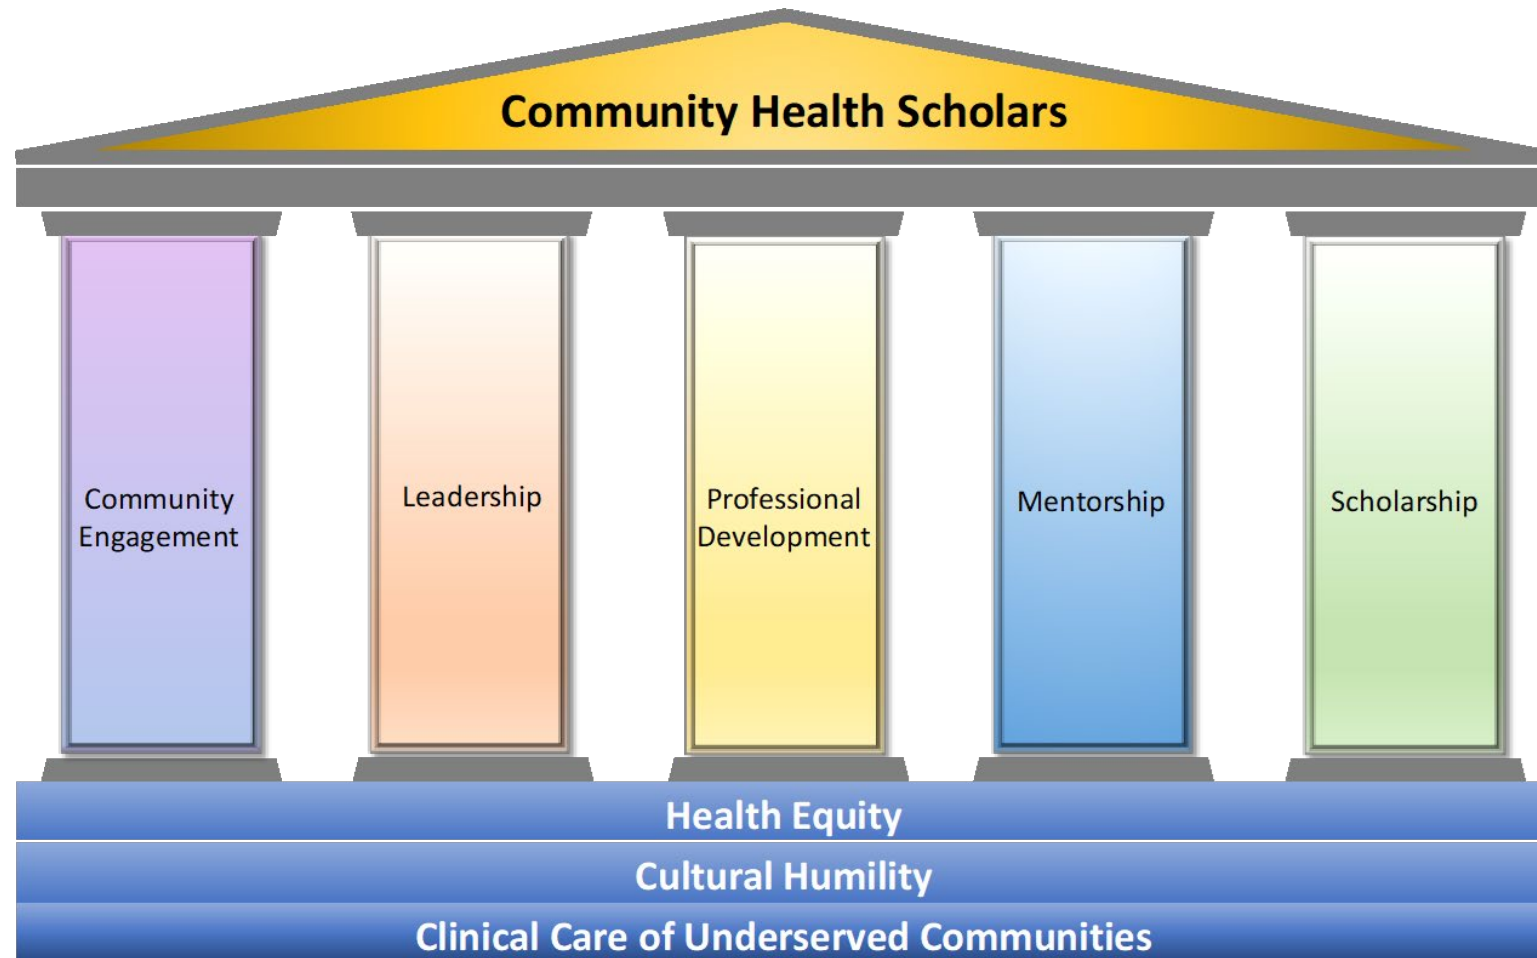 Community Health Scholars
Community
Engagement
Leadership
Professional
Development
Mentorship
Scholarship
Health Equity
Cultural Humility
Clinical Care of Underserved Communities